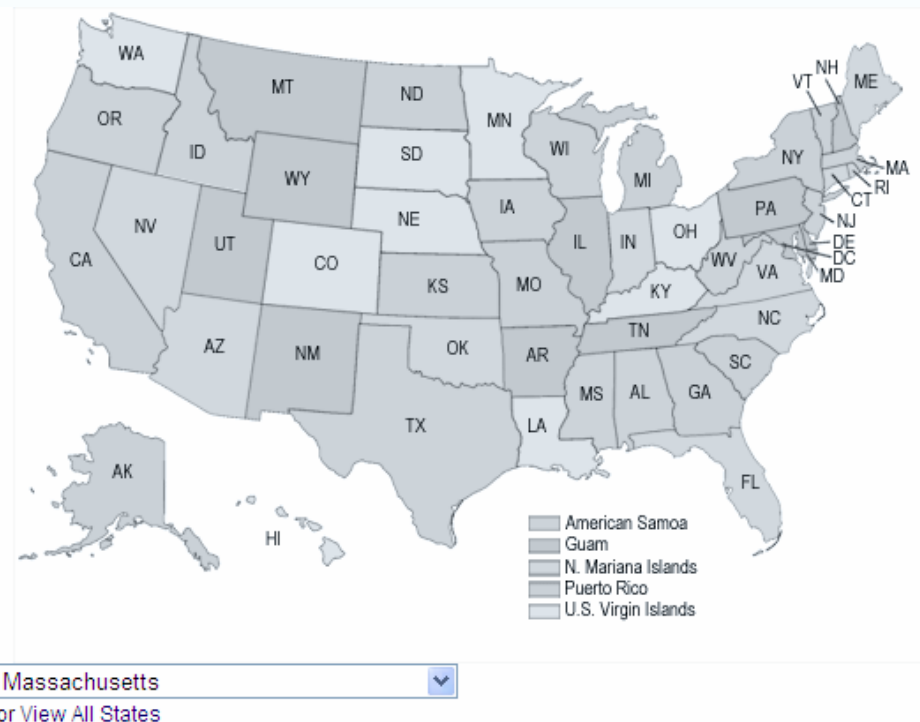 WA
MT
ND
MN
VT
NH
ME
OR
ID
SD
WI
MI
NY
MA
RI
CT
WY
IA
NE
PA
NJ
NV
UT
CO
IL
IN
OH
DE
DC
MD
CA
KS
MO
KY
WV
VA
AZ
NM
OK
AR
TN
NC
SC
TX
LA
MS
AL
GA
AK
HI
FL
American Samoa
Guam
N. Mariana Islands
Puerto Rico
U.S. Virgin Islands
Massachusetts
or View All States